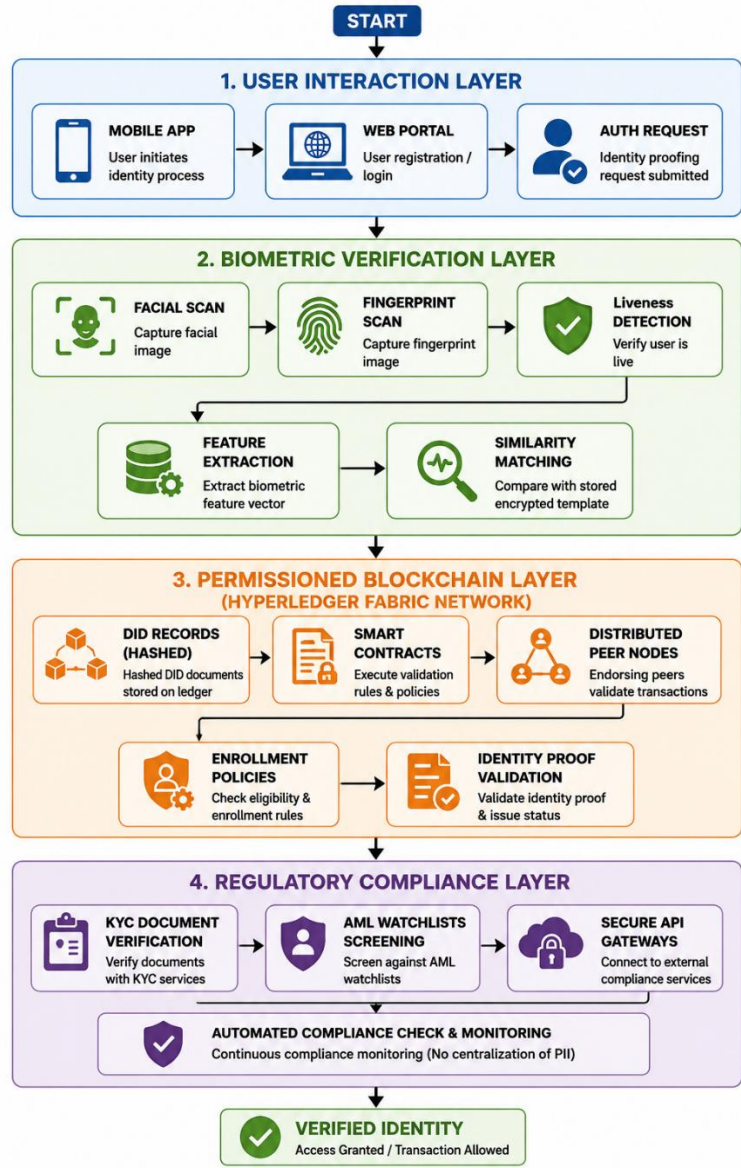 START
1. USER INTERACTION LAYER
MOBILE APP
User initiates
identity process
WEB PORTAL
User registration /
login
AUTH REQUEST
Identity proofing
request submitted
2. BIOMETRIC VERIFICATION LAYER
FACIAL SCAN
Capture facial
image
FINGERPRINT
SCAN
Capture fingerprint
image
Liveness
DETECTION
Verify user is
live
FEATURE
EXTRACTION
Extract biometric
feature vector
SIMILARITY
MATCHING
Compare with stored
encrypted template
3. PERMISSIONED BLOCKCHAIN LAYER
(HYPERLEDGER FABRIC NETWORK)
DID RECORDS
(HASHED)
Hashed DID documents
stored on ledger
SMART
CONTRACTS
Execute validation
rules & policies
DISTRIBUTED
PEER NODES
Endorsing peers
validate transactions
ENROLLMENT
POLICIES
Check eligibility &
enrollment rules
IDENTITY PROOF
VALIDATION
Validate identity proof
& issue status
4. REGULATORY COMPLIANCE LAYER
KYC DOCUMENT
VERIFICATION
Verify documents
with KYC services
AML WATCHLISTS
SCREENING
Screen against AML
watchlists
SECURE API
GATEWAYS
Connect to external
compliance services
AUTOMATED COMPLIANCE CHECK & MONITORING
Continuous compliance monitoring (No centralization of PII)
VERIFIED IDENTITY
Access Granted / Transaction Allowed